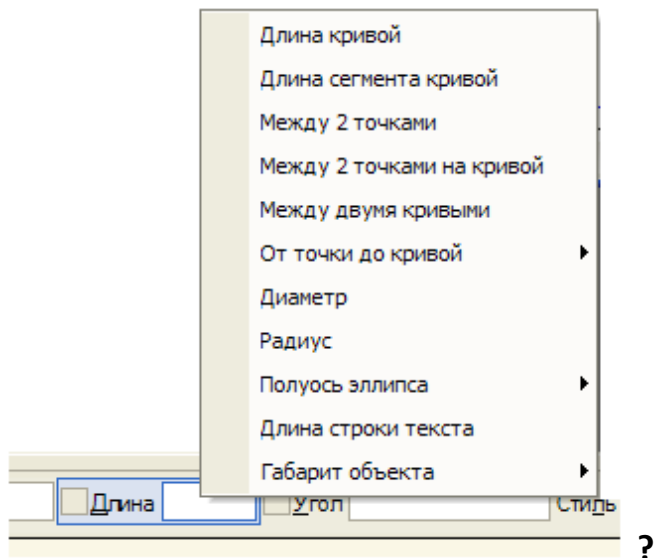 Длина кривой
Длина сегмента кривой
Между 2 точками
Между 2 точками на кривой
Между двумя кривыми
От точки до кривой
Диаметр
Радиус
Полуось эллипса
Длина строки текста
Габарит объекта
Длина Угол Стиль
?